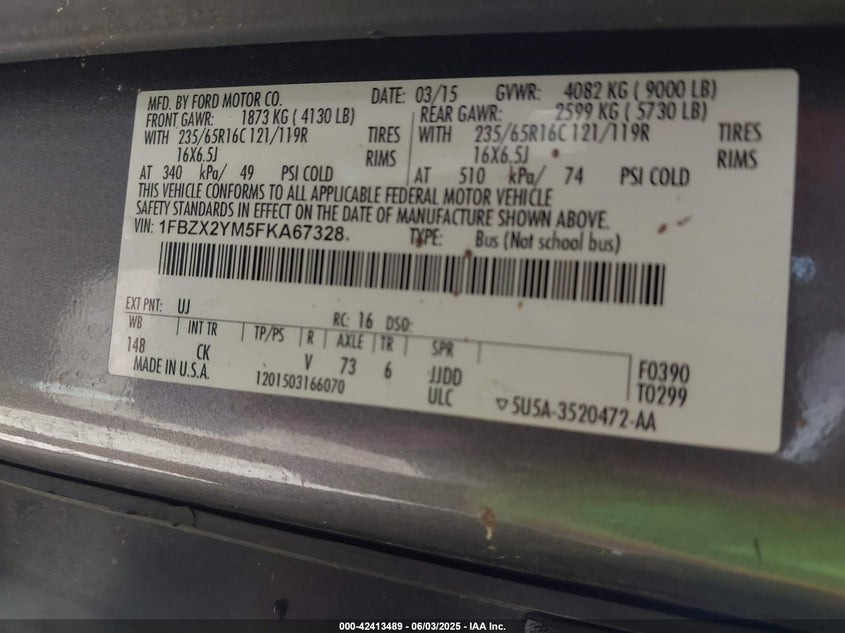 MFD. BY FORD MOTOR CO. DATE: 03/15 GVWR: 4082 KG ( 9000 LB)
FRONT GAWR: 1873 KG ( 4130 LB) REAR GAWR: 2599 KG ( 5730 LB)
WITH 235/65R16C 121/119R TIRES WITH 235/65R16C 121/119R TIRES
16X6.5J RIMS 16X6.5J RIMS
AT 340 kPa/ 49 PSI COLD AT 510 kPa/ 74 PSI COLD
THIS VEHICLE CONFORMS TO ALL APPLICABLE FEDERAL MOTOR VEHICLE
SAFETY STANDARDS IN EFFECT ON THE DATE OF MANUFACTURE SHOWN ABOVE.
VIN: 1FBZX2YM5FKA67328. TYPE: Bus (Not school bus)
EXT PNT: UJ RC: 16 DSO:
WB INT TR TP/PS R AXLE TR SPR
148 CK V 73 6 JJDD F0390
MADE IN U.S.A. 1201503166070 ULC T0299
▽5U5A-3520472-AA
000-42413489 - 06/03/2025 - IAA Inc.